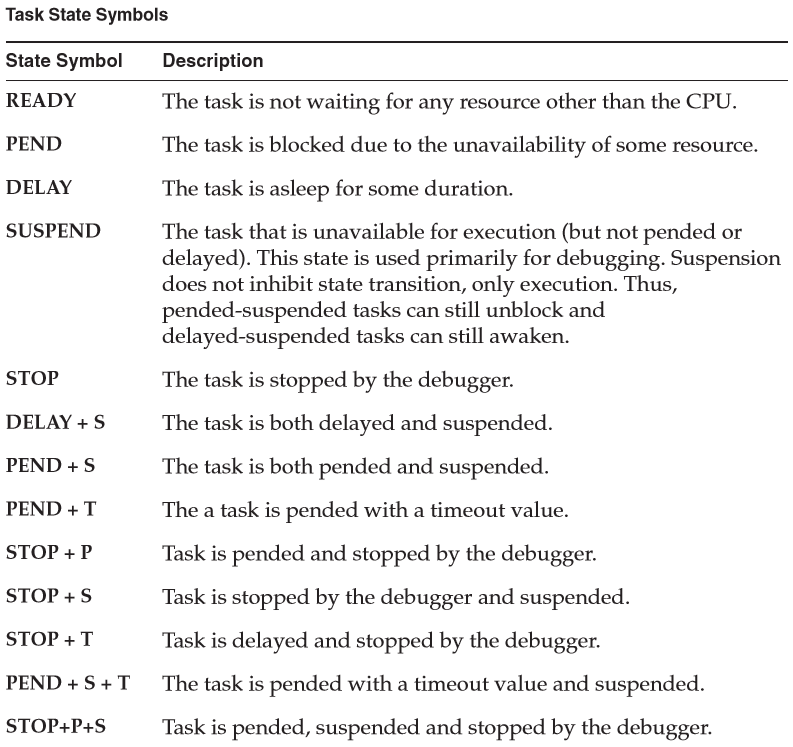 Task State Symbols
State Symbol Description
READY The task is not waiting for any resource other than the CPU.
PEND The task is blocked due to the unavailability of some resource.
DELAY The task is asleep for some duration.
SUSPEND The task that is unavailable for execution (but not pended or
delayed). This state is used primarily for debugging. Suspension
does not inhibit state transition, only execution. Thus,
pended-suspended tasks can still unblock and
delayed-suspended tasks can still awaken.
STOP The task is stopped by the debugger.
DELAY + S The task is both delayed and suspended.
PEND + S The task is both pended and suspended.
PEND + T The a task is pended with a timeout value.
STOP + P Task is pended and stopped by the debugger.
STOP + S Task is stopped by the debugger and suspended.
STOP + T Task is delayed and stopped by the debugger.
PEND + S + T The task is pended with a timeout value and suspended.
STOP+P+S Task is pended, suspended and stopped by the debugger.